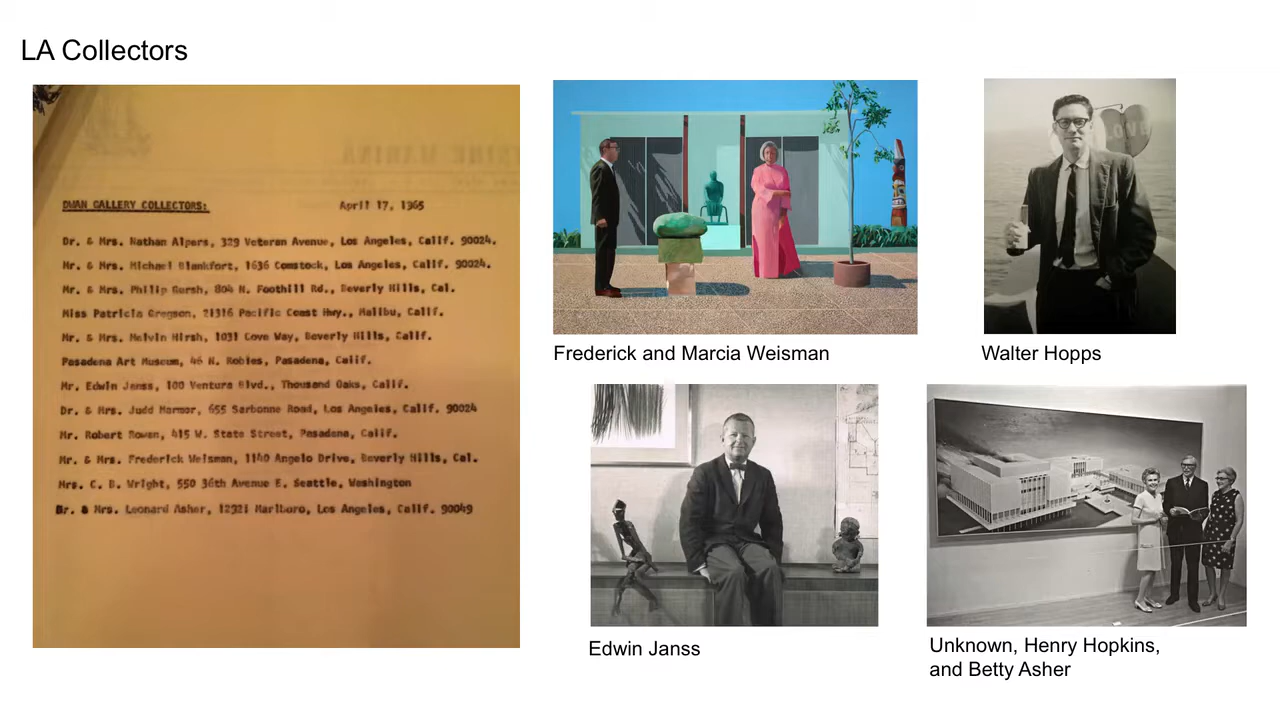 LA Collectors
DWAN GALLERY COLLECTORS: April 17, 1965
Dr. & Mrs. Nathan Alpers, 329 Veteran Avenue, Los Angeles, Calif. 90024.
Mr. & Mrs. Michael Blankfort, 1636 Comstock, Los Angeles, Calif. 90024.
Mr. & Mrs. Philip Gersh, 804 N. Foothill Rd., Beverly Hills, Cal.
Miss Patricia Gregson, 21316 Pacific Coast Hwy., Malibu, Calif.
Mr. & Mrs. Melvin Hirsh, 1031 Cove Way, Beverly Hills, Calif.
Pasadena Art Museum, 46 N. Robles, Pasadena, Calif.
Mr. Edwin Janss, 100 Ventura Blvd., Thousand Oaks, Calif.
Dr. & Mrs. Judd Marmor, 655 Sarbonne Road, Los Angeles, Calif. 90024
Mr. Robert Rowan, 415 W. State Street, Pasadena, Calif.
Mr. & Mrs. Frederick Weisman, 1140 Angelo Drive, Beverly Hills, Cal.
Mrs. C. B. Wright, 550 36th Avenue E. Seattle, Washington
Dr. & Mrs. Leonard Asher, 12921 Marlboro, Los Angeles, Calif. 90049
Frederick and Marcia Weisman
Walter Hopps
Edwin Janss
Unknown, Henry Hopkins,
and Betty Asher